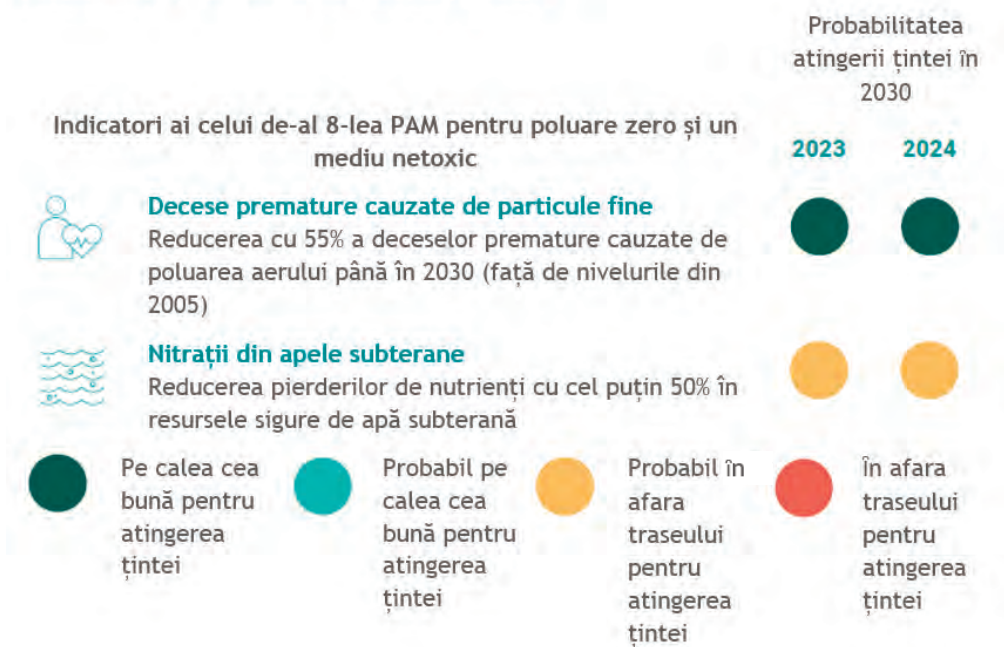 Probabilitatea
atingerii țintei în
2030
Indicatori ai celui de-al 8-lea PAM pentru poluare zero și un
mediu netoxic
2023
2024
Decese premature cauzate de particule fine
Reducerea cu 55% a deceselor premature cauzate de
poluarea aerului până în 2030 (față de nivelurile din
2005)
Nitrații din apele subterane
Reducerea pierderilor de nutrienți cu cel puțin 50% în
resursele sigure de apă subterană
Pe calea cea
bună pentru
atingerea
țintei
Probabil pe
calea cea
bună pentru
atingerea
țintei
Probabil în
afara
traseului
pentru
atingerea
țintei
În afara
traseului
pentru
atingerea
țintei